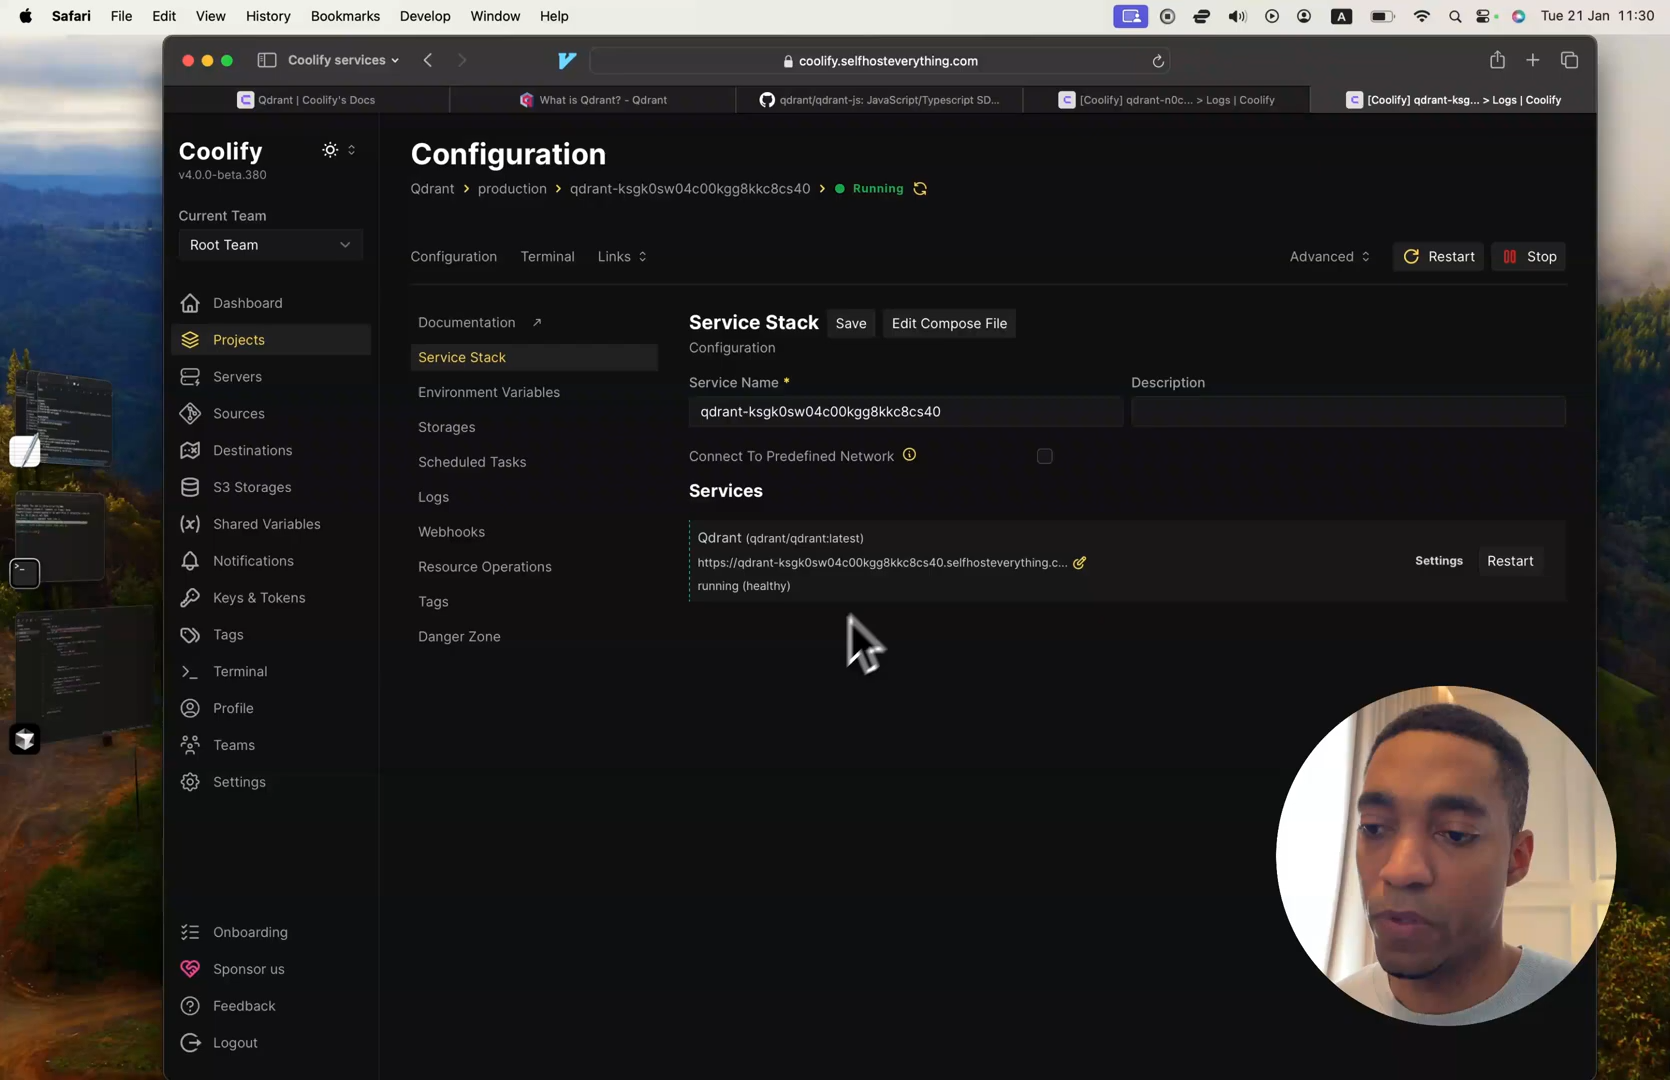 Safari File Edit View History Bookmarks Develop Window Help
A Tue 21 Jan 11:30
Coolify services
coolify.selfhosteverything.com
Qdrant | Coolify's Docs
What is Qdrant? - Qdrant
qdrant/qdrant-js: JavaScript/Typescript SD...
[Coolify] qdrant-n0c... > Logs | Coolify
[Coolify] qdrant-ksg... > Logs | Coolify
Coolify
v4.0.0-beta.380
Current Team
Root Team
Dashboard
Projects
Servers
Sources
Destinations
S3 Storages
Shared Variables
Notifications
Keys & Tokens
Tags
Terminal
Profile
Teams
Settings
Onboarding
Sponsor us
Feedback
Logout
Configuration
Qdrant > production > qdrant-ksgk0sw04c00kgg8kkc8cs40 > Running
Configuration Terminal Links
Advanced Restart Stop
Documentation
Service Stack
Environment Variables
Storages
Scheduled Tasks
Logs
Webhooks
Resource Operations
Tags
Danger Zone
Service Stack Save Edit Compose File
Configuration
Service Name * Description
qdrant-ksgk0sw04c00kgg8kkc8cs40
Connect To Predefined Network
Services
Qdrant (qdrant/qdrant:latest)
https://qdrant-ksgk0sw04c00kgg8kkc8cs40.selfhosteverything.c...
running (healthy)
Settings Restart